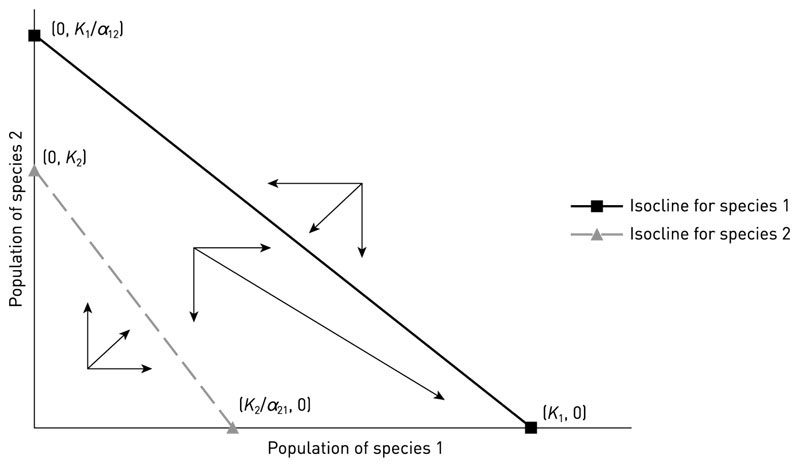 (0, K₁/α₁₂)
(0, K₂)
(K₂/α₂₁, 0)
(K₁, 0)
Population of species 2
Population of species 1
Isocline for species 1
Isocline for species 2